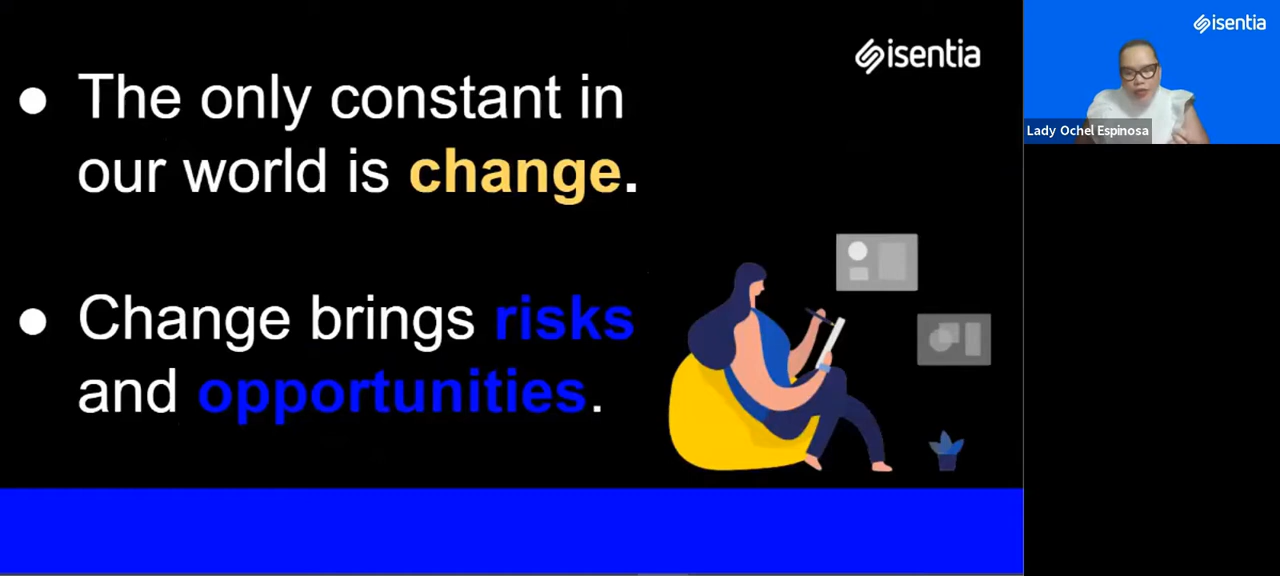 isentia
● The only constant in
our world is change.
● Change brings risks
and opportunities.
isentia
Lady Ochel Espinosa